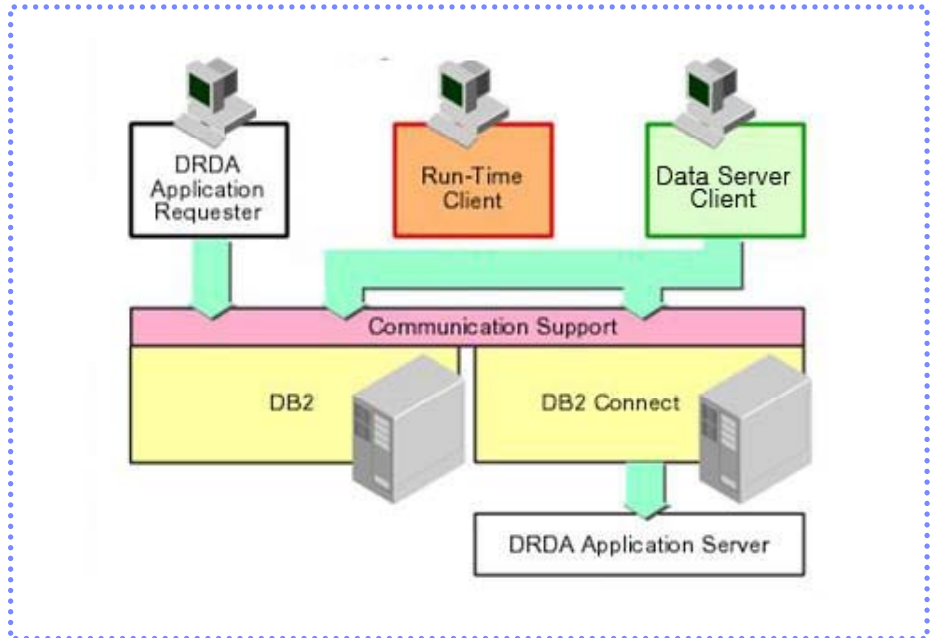 DRDA
Application
Requester
Run-Time
Client
Data Server
Client
Communication Support
DB2
DB2 Connect
DRDA Application Server